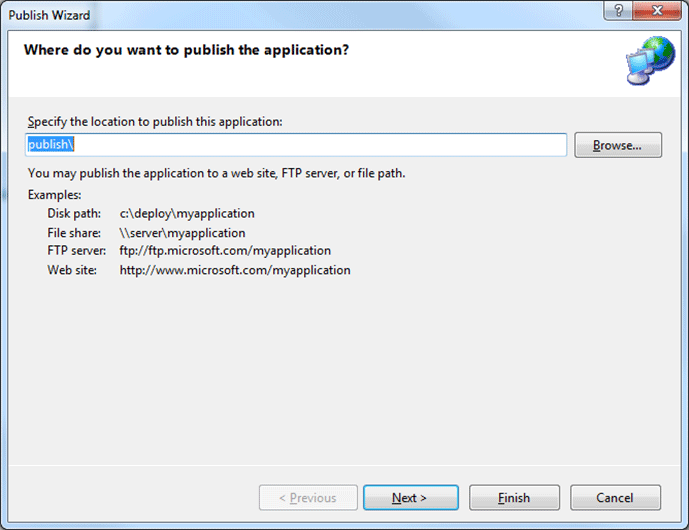 Publish Wizard
Where do you want to publish the application?
Specify the location to publish this application:
publish\
Browse...
You may publish the application to a web site, FTP server, or file path.
Examples:
Disk path: c:\deploy\myapplication
File share: \\server\myapplication
FTP server: ftp://ftp.microsoft.com/myapplication
Web site: http://www.microsoft.com/myapplication
< Previous Next > Finish Cancel